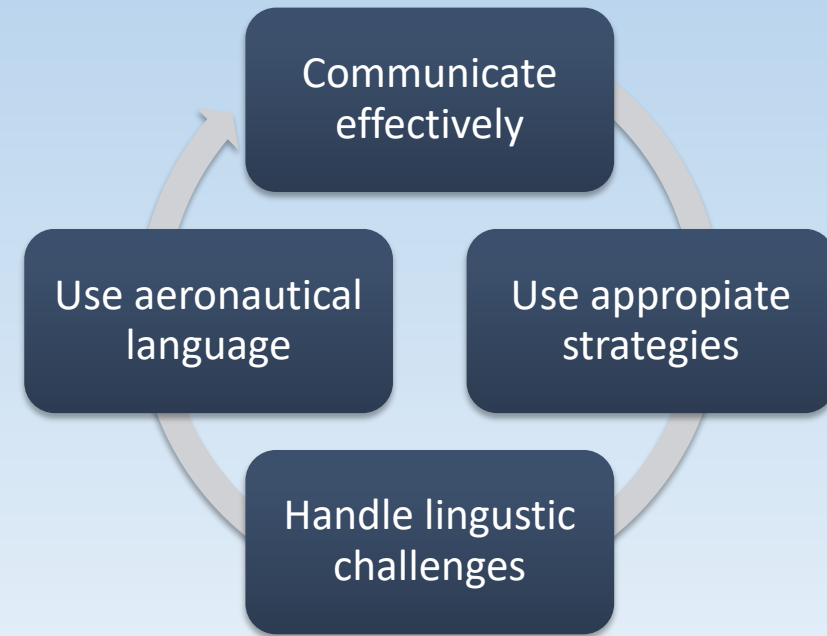 Communicate
effectively
Use appropiate
strategies
Handle lingustic
challenges
Use aeronautical
language